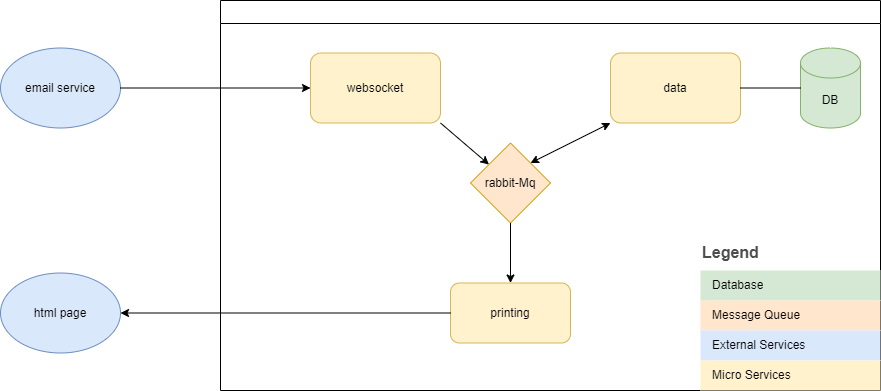 email service
websocket
data
DB
rabbit-Mq
html page
printing
Legend
Database
Message Queue
External Services
Micro Services